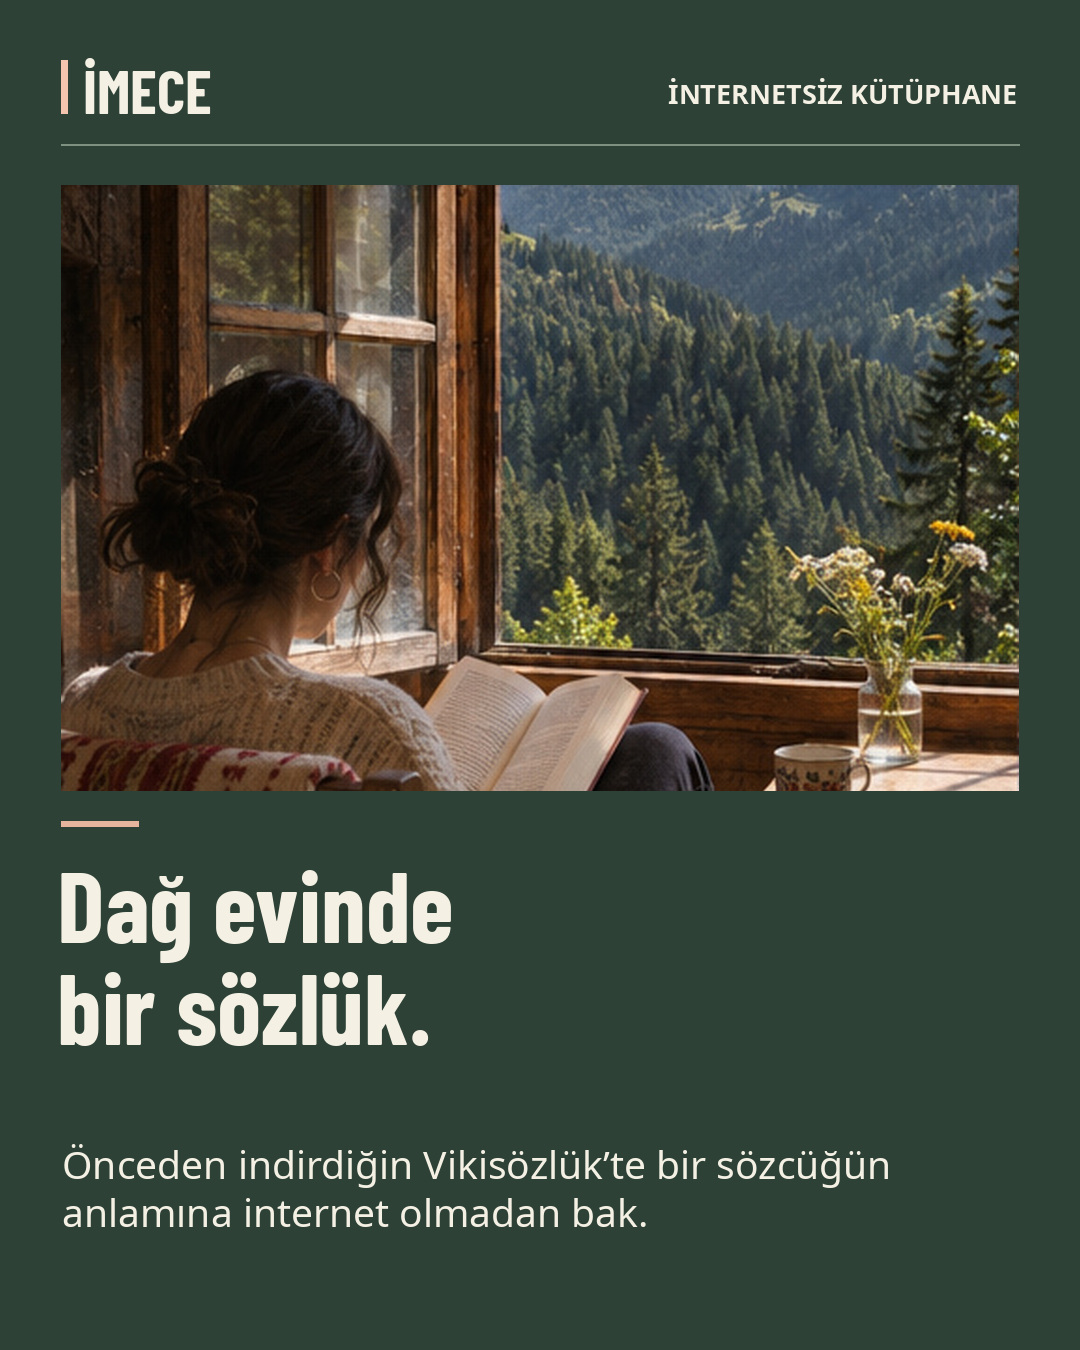 İMECE
İNTERNETSİZ KÜTÜPHANE
Dağ evinde
bir sözlük.
Önceden indirdiğin Vikisözlük’te bir sözcüğün
anlamına internet olmadan bak.